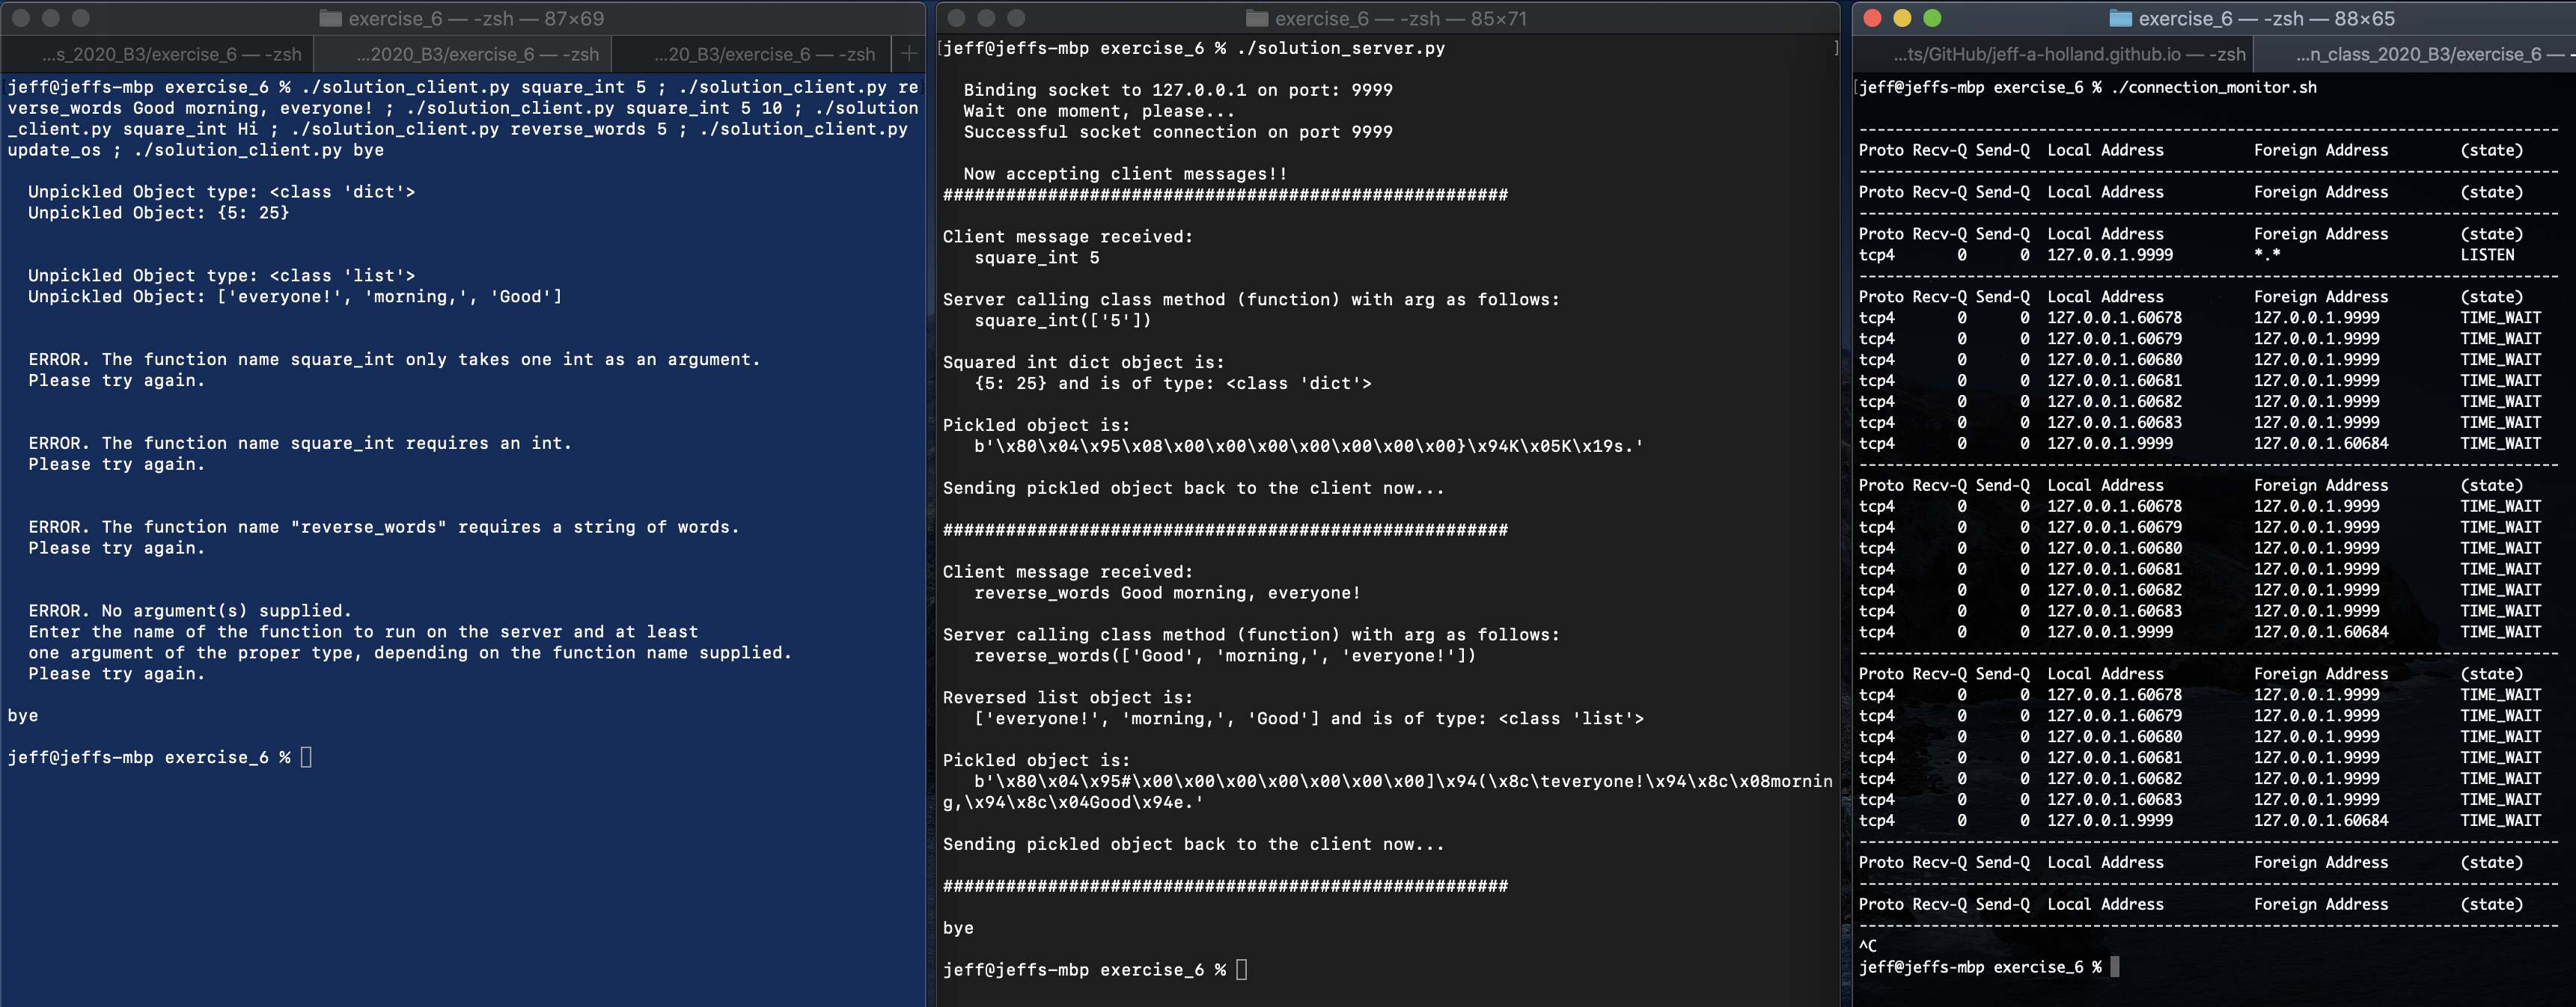 exercise_6 — -zsh — 87×69
...s_2020_B3/exercise_6 — -zsh
...2020_B3/exercise_6 — -zsh
...20_B3/exercise_6 — -zsh
+
jeff@jeffs-mbp exercise_6 % ./solution_client.py square_int 5 ; ./solution_client.py re
verse_words Good morning, everyone! ; ./solution_client.py square_int 5 10 ; ./solution
_client.py square_int Hi ; ./solution_client.py reverse_words 5 ; ./solution_client.py
update_os ; ./solution_client.py bye
Unpickled Object type: <class 'dict'>
Unpickled Object: {5: 25}
Unpickled Object type: <class 'list'>
Unpickled Object: ['everyone!', 'morning,', 'Good']
ERROR. The function name square_int only takes one int as an argument.
Please try again.
ERROR. The function name square_int requires an int.
Please try again.
ERROR. The function name "reverse_words" requires a string of words.
Please try again.
ERROR. No argument(s) supplied.
Enter the name of the function to run on the server and at least
one argument of the proper type, depending on the function name supplied.
Please try again.
bye
jeff@jeffs-mbp exercise_6 %
exercise_6 — -zsh — 85×71
[jeff@jeffs-mbp exercise_6 % ./solution_server.py ]
Binding socket to 127.0.0.1 on port: 9999
Wait one moment, please...
Successful socket connection on port 9999
Now accepting client messages!!
######################################################
Client message received:
square_int 5
Server calling class method (function) with arg as follows:
square_int(['5'])
Squared int dict object is:
{5: 25} and is of type: <class 'dict'>
Pickled object is:
b'\x80\x04\x95\x08\x00\x00\x00\x00\x00\x00\x00}\x94K\x05K\x19s.'
Sending pickled object back to the client now...
######################################################
Client message received:
reverse_words Good morning, everyone!
Server calling class method (function) with arg as follows:
reverse_words(['Good', 'morning,', 'everyone!'])
Reversed list object is:
['everyone!', 'morning,', 'Good'] and is of type: <class 'list'>
Pickled object is:
b'\x80\x04\x95#\x00\x00\x00\x00\x00\x00\x00]\x94(\x8c\teveryone!\x94\x8c\x08mornin
g,\x94\x8c\x04Good\x94e.'
Sending pickled object back to the client now...
######################################################
bye
jeff@jeffs-mbp exercise_6 %
exercise_6 — -zsh — 88×65
...ts/GitHub/jeff-a-holland.github.io — -zsh
...n_class_2020_B3/exercise_6 — -
[jeff@jeffs-mbp exercise_6 % ./connection_monitor.sh
--------------------------------------------------------------------------------
Proto Recv-Q Send-Q Local Address Foreign Address (state)
--------------------------------------------------------------------------------
Proto Recv-Q Send-Q Local Address Foreign Address (state)
--------------------------------------------------------------------------------
Proto Recv-Q Send-Q Local Address Foreign Address (state)
tcp4 0 0 127.0.0.1.9999 *.* LISTEN
--------------------------------------------------------------------------------
Proto Recv-Q Send-Q Local Address Foreign Address (state)
tcp4 0 0 127.0.0.1.60678 127.0.0.1.9999 TIME_WAIT
tcp4 0 0 127.0.0.1.60679 127.0.0.1.9999 TIME_WAIT
tcp4 0 0 127.0.0.1.60680 127.0.0.1.9999 TIME_WAIT
tcp4 0 0 127.0.0.1.60681 127.0.0.1.9999 TIME_WAIT
tcp4 0 0 127.0.0.1.60682 127.0.0.1.9999 TIME_WAIT
tcp4 0 0 127.0.0.1.60683 127.0.0.1.9999 TIME_WAIT
tcp4 0 0 127.0.0.1.9999 127.0.0.1.60684 TIME_WAIT
--------------------------------------------------------------------------------
Proto Recv-Q Send-Q Local Address Foreign Address (state)
tcp4 0 0 127.0.0.1.60678 127.0.0.1.9999 TIME_WAIT
tcp4 0 0 127.0.0.1.60679 127.0.0.1.9999 TIME_WAIT
tcp4 0 0 127.0.0.1.60680 127.0.0.1.9999 TIME_WAIT
tcp4 0 0 127.0.0.1.60681 127.0.0.1.9999 TIME_WAIT
tcp4 0 0 127.0.0.1.60682 127.0.0.1.9999 TIME_WAIT
tcp4 0 0 127.0.0.1.60683 127.0.0.1.9999 TIME_WAIT
tcp4 0 0 127.0.0.1.9999 127.0.0.1.60684 TIME_WAIT
--------------------------------------------------------------------------------
Proto Recv-Q Send-Q Local Address Foreign Address (state)
tcp4 0 0 127.0.0.1.60678 127.0.0.1.9999 TIME_WAIT
tcp4 0 0 127.0.0.1.60679 127.0.0.1.9999 TIME_WAIT
tcp4 0 0 127.0.0.1.60680 127.0.0.1.9999 TIME_WAIT
tcp4 0 0 127.0.0.1.60681 127.0.0.1.9999 TIME_WAIT
tcp4 0 0 127.0.0.1.60682 127.0.0.1.9999 TIME_WAIT
tcp4 0 0 127.0.0.1.60683 127.0.0.1.9999 TIME_WAIT
tcp4 0 0 127.0.0.1.9999 127.0.0.1.60684 TIME_WAIT
--------------------------------------------------------------------------------
Proto Recv-Q Send-Q Local Address Foreign Address (state)
--------------------------------------------------------------------------------
Proto Recv-Q Send-Q Local Address Foreign Address (state)
--------------------------------------------------------------------------------
^C
jeff@jeffs-mbp exercise_6 %